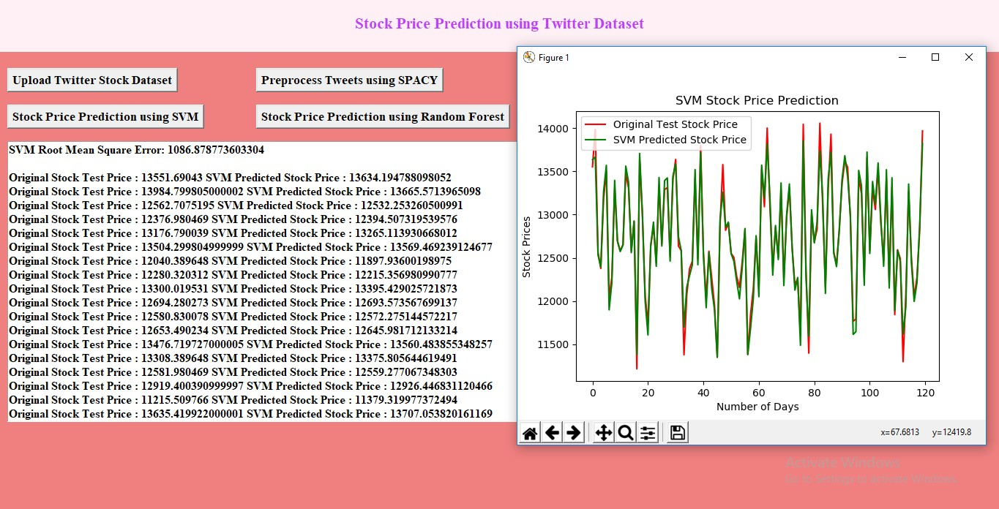 Stock Price Prediction using Twitter Dataset
Upload Twitter Stock Dataset
Preprocess Tweets using SPACY
Stock Price Prediction using SVM
Stock Price Prediction using Random Forest
SVM Root Mean Square Error: 1086.878773603304
Original Stock Test Price : 13551.69043 SVM Predicted Stock Price : 13634.194788098052
Original Stock Test Price : 13984.799805000002 SVM Predicted Stock Price : 13665.5713965098
Original Stock Test Price : 12562.7075195 SVM Predicted Stock Price : 12532.253260500991
Original Stock Test Price : 12376.980469 SVM Predicted Stock Price : 12394.507319539576
Original Stock Test Price : 13176.790039 SVM Predicted Stock Price : 13265.113930668012
Original Stock Test Price : 13504.299804999999 SVM Predicted Stock Price : 13569.469239124677
Original Stock Test Price : 12040.389648 SVM Predicted Stock Price : 11897.93600198975
Original Stock Test Price : 12280.320312 SVM Predicted Stock Price : 12215.356980990777
Original Stock Test Price : 13300.019531 SVM Predicted Stock Price : 13395.429025721873
Original Stock Test Price : 12694.280273 SVM Predicted Stock Price : 12693.573567699137
Original Stock Test Price : 12580.830078 SVM Predicted Stock Price : 12572.275144572217
Original Stock Test Price : 12653.490234 SVM Predicted Stock Price : 12645.981712133214
Original Stock Test Price : 13476.719727000005 SVM Predicted Stock Price : 13560.483855348257
Original Stock Test Price : 13308.389648 SVM Predicted Stock Price : 13375.805644619491
Original Stock Test Price : 12581.980469 SVM Predicted Stock Price : 12559.277067348303
Original Stock Test Price : 12919.400390999997 SVM Predicted Stock Price : 12926.446831120466
Original Stock Test Price : 11215.509766 SVM Predicted Stock Price : 11379.319977372494
Original Stock Test Price : 13635.419922000001 SVM Predicted Stock Price : 13707.053820161169
Figure 1
SVM Stock Price Prediction
Original Test Stock Price
SVM Predicted Stock Price
Stock Prices
14000
13500
13000
12500
12000
11500
0 20 40 60 80 100 120
Number of Days
x=67.6813 y=12419.8
Activate Windows
Go to Settings to activate Windows.